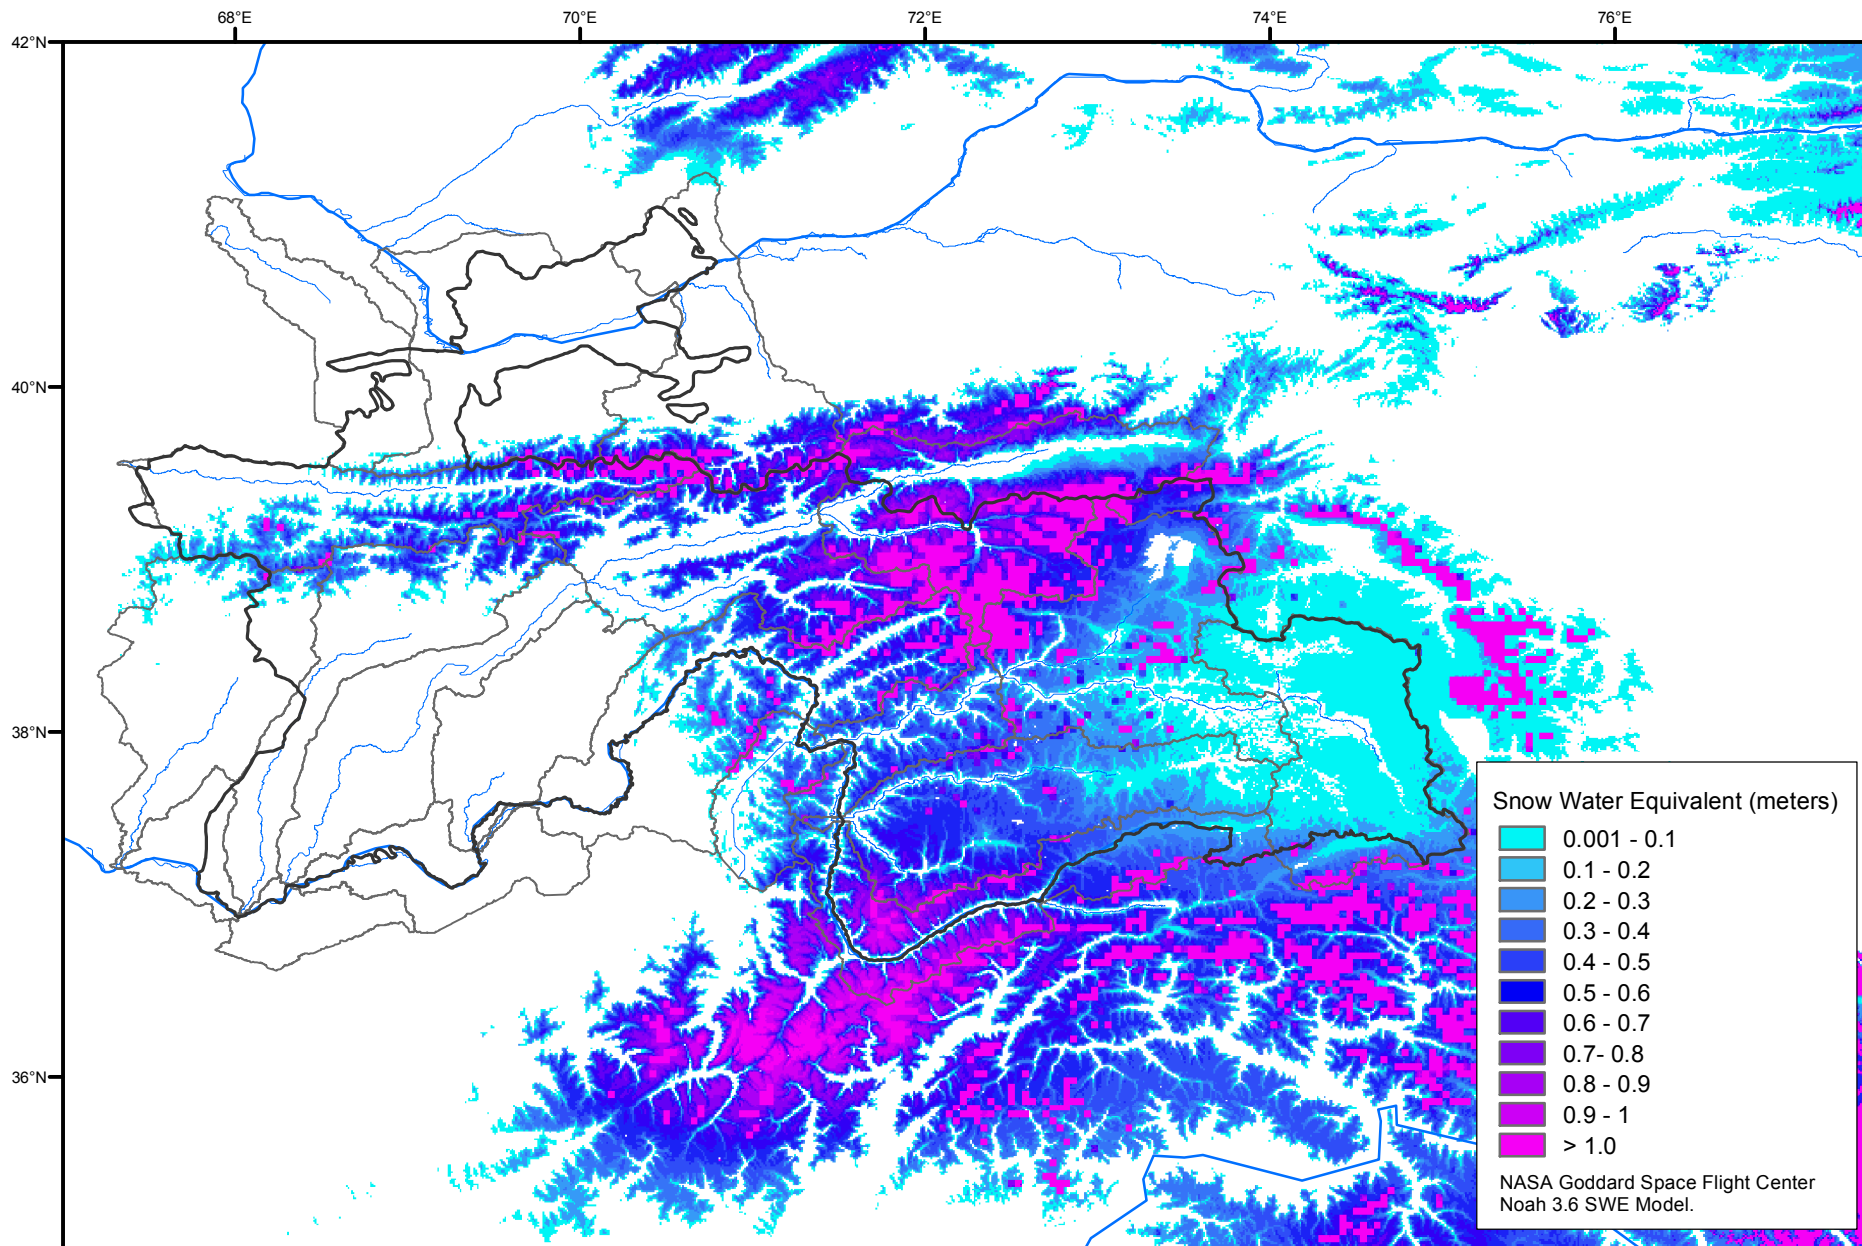 68°E
70°E
72°E
74°E
76°E
42°N
40°N
38°N
36°N
Snow Water Equivalent (meters)
0.001 - 0.1
0.1 - 0.2
0.2 - 0.3
0.3 - 0.4
0.4 - 0.5
0.5 - 0.6
0.6 - 0.7
0.7- 0.8
0.8 - 0.9
0.9 - 1
> 1.0
NASA Goddard Space Flight Center
Noah 3.6 SWE Model.